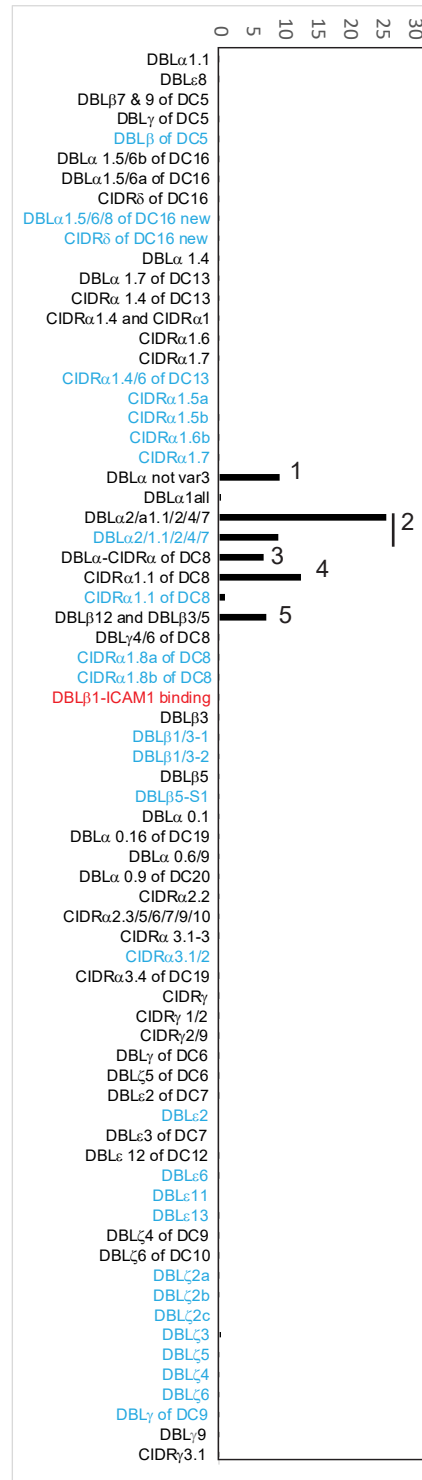 0 5 10 15 20 25 30
DBLα1.1
DBLε8
DBLβ7 & 9 of DC5
DBLγ of DC5
DBLβ of DC5
DBLα 1.5/6b of DC16
DBLα1.5/6a of DC16
CIDRδ of DC16
DBLα1.5/6/8 of DC16 new
CIDRδ of DC16 new
DBLα 1.4
DBLα 1.7 of DC13
CIDRα 1.4 of DC13
CIDRα1.4 and CIDRα1
CIDRα1.6
CIDRα1.7
CIDRα1.4/6 of DC13
CIDRα1.5a
CIDRα1.5b
CIDRα1.6b
CIDRα1.7
DBLα not var3 1
DBLα1all
DBLα2/a1.1/2/4/7 2
DBLα2/1.1/2/4/7
DBLα-CIDRα of DC8 3
CIDRα1.1 of DC8 4
CIDRα1.1 of DC8
DBLβ12 and DBLβ3/5 5
DBLγ4/6 of DC8
CIDRα1.8a of DC8
CIDRα1.8b of DC8
DBLβ1-ICAM1 binding
DBLβ3
DBLβ1/3-1
DBLβ1/3-2
DBLβ5
DBLβ5-S1
DBLα 0.1
DBLα 0.16 of DC19
DBLα 0.6/9
DBLα 0.9 of DC20
CIDRα2.2
CIDRα2.3/5/6/7/9/10
CIDRα 3.1-3
CIDRα3.1/2
CIDRα3.4 of DC19
CIDRγ
CIDRγ 1/2
CIDRγ2/9
DBLγ of DC6
DBLζ5 of DC6
DBLε2 of DC7
DBLε2
DBLε3 of DC7
DBLε 12 of DC12
DBLε6
DBLε11
DBLε13
DBLζ4 of DC9
DBLζ6 of DC10
DBLζ2a
DBLζ2b
DBLζ2c
DBLζ3
DBLζ5
DBLζ4
DBLζ6
DBLγ of DC9
DBLγ9
CIDRγ3.1